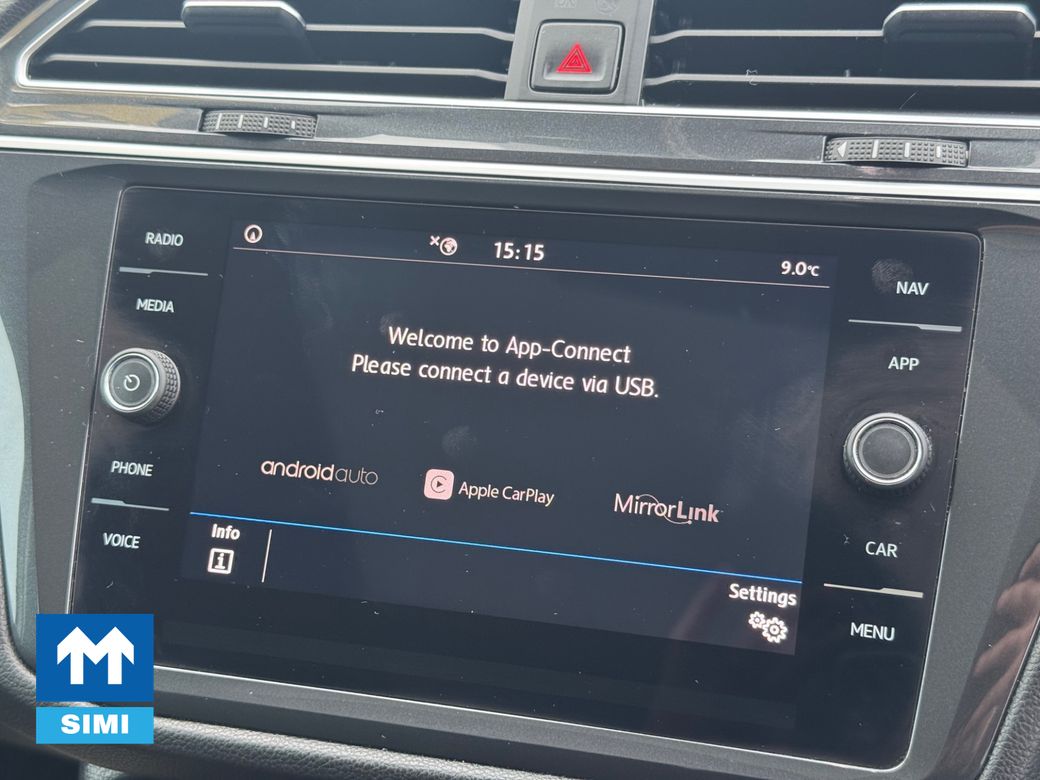 RADIO
MEDIA
PHONE
VOICE
15:15
9.0°C
Welcome to App-Connect
Please connect a device via USB.
androidauto
Apple CarPlay
MirrorLink
Info
Settings
NAV
APP
CAR
MENU
SIMI